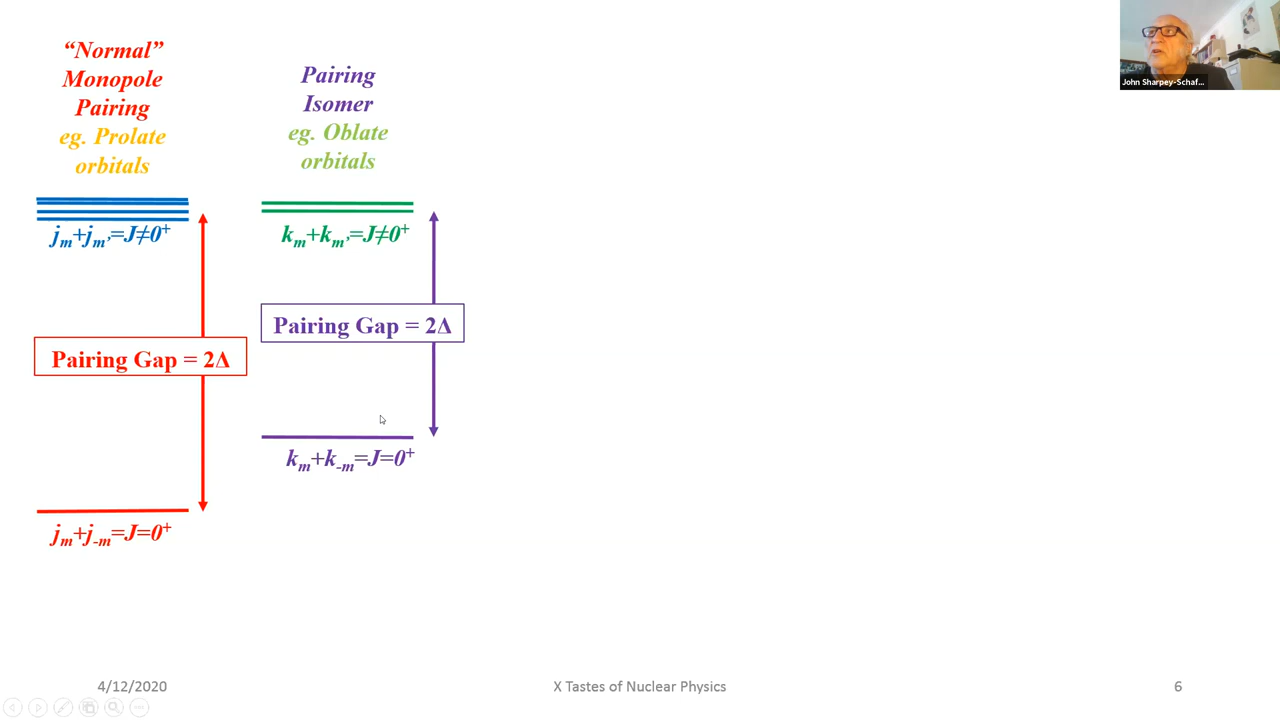 “Normal”
Monopole
Pairing
eg. Prolate
orbitals
jm+jm’=J≠0+
Pairing Gap = 2Δ
jm+j-m=J=0+
Pairing
Isomer
eg. Oblate
orbitals
km+km’=J≠0+
Pairing Gap = 2Δ
km+k-m=J=0+
John Sharpey-Schaf...
4/12/2020
X Tastes of Nuclear Physics
6